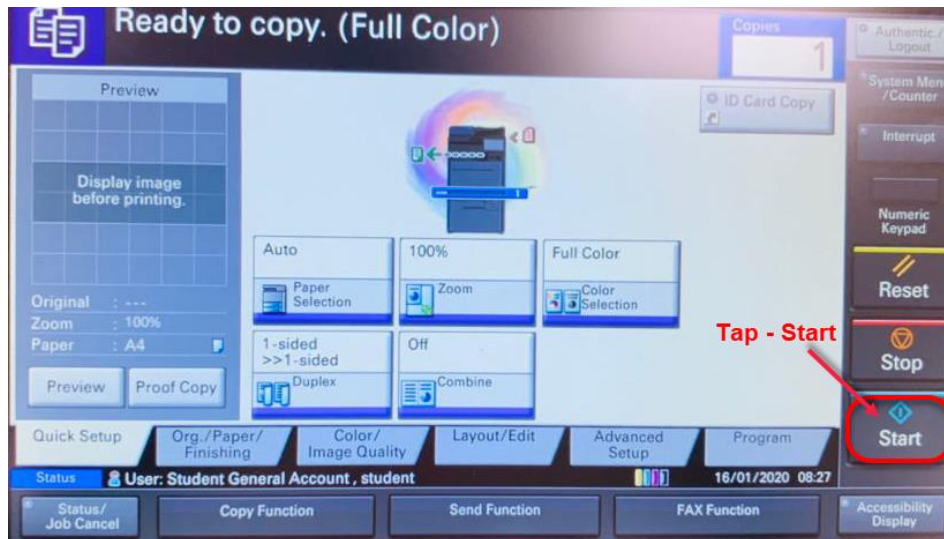 Ready to copy. (Full Color)
Copies
1
Authentic./
Logout
Preview
System Men
/Counter
ID Card Copy
Interrupt
Display image
before printing.
Numeric
Keypad
Auto
Paper
Selection
100%
Zoom
Full Color
Color
Selection
Reset
Original : ---
Zoom : 100%
Paper : A4
1-sided
>>1-sided
Duplex
Off
Combine
Tap - Start
Stop
Preview
Proof Copy
Start
Quick Setup
Org./Paper/
Finishing
Color/
Image Quality
Layout/Edit
Advanced
Setup
Program
Status
User: Student General Account , student
16/01/2020 08:27
Status/
Job Cancel
Copy Function
Send Function
FAX Function
Accessibility
Display